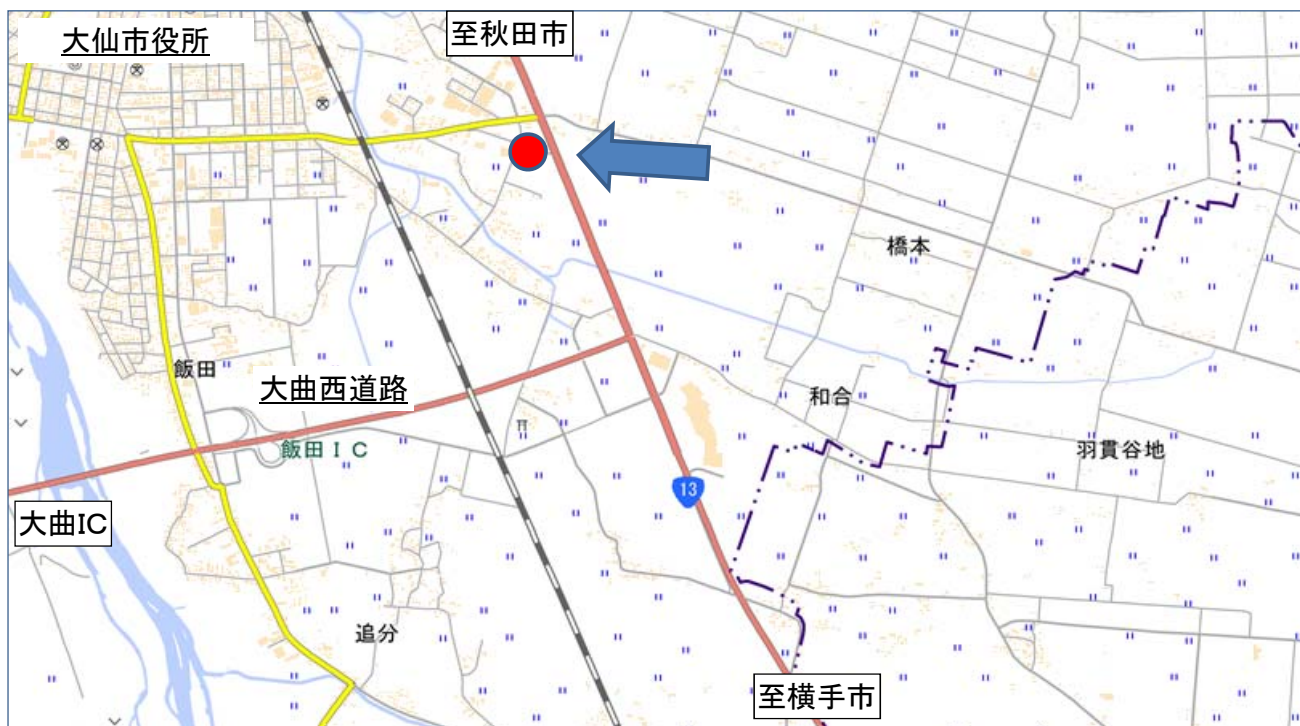 大仙市役所
至秋田市
橋本
飯田
大曲西道路
和合
飯田IC
羽貫谷地
13
大曲IC
追分
至横手市